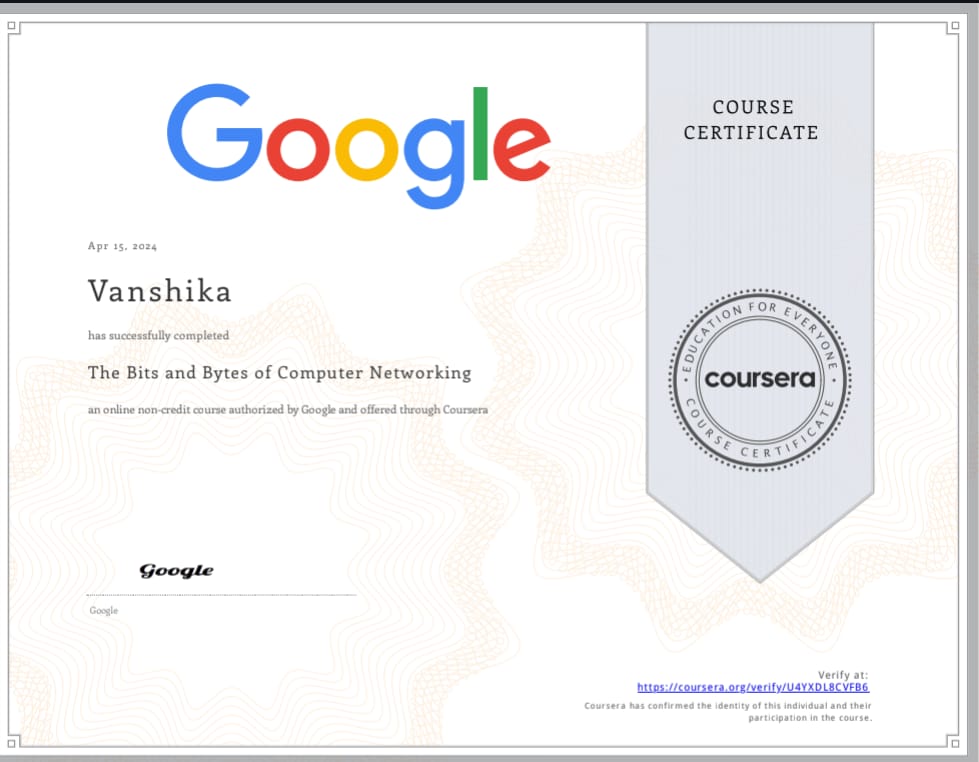 Google
COURSE
CERTIFICATE
Apr 15, 2024
Vanshika
has successfully completed
The Bits and Bytes of Computer Networking
an online non-credit course authorized by Google and offered through Coursera
EDUCATION FOR EVERYONE
coursera
COURSE CERTIFICATE
Google
Google
Verify at:
https://coursera.org/verify/U4YXDL8CVFB6
Coursera has confirmed the identity of this individual and their
participation in the course.